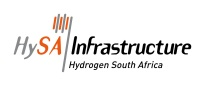 HySA Infrastructure
Hydrogen South Africa